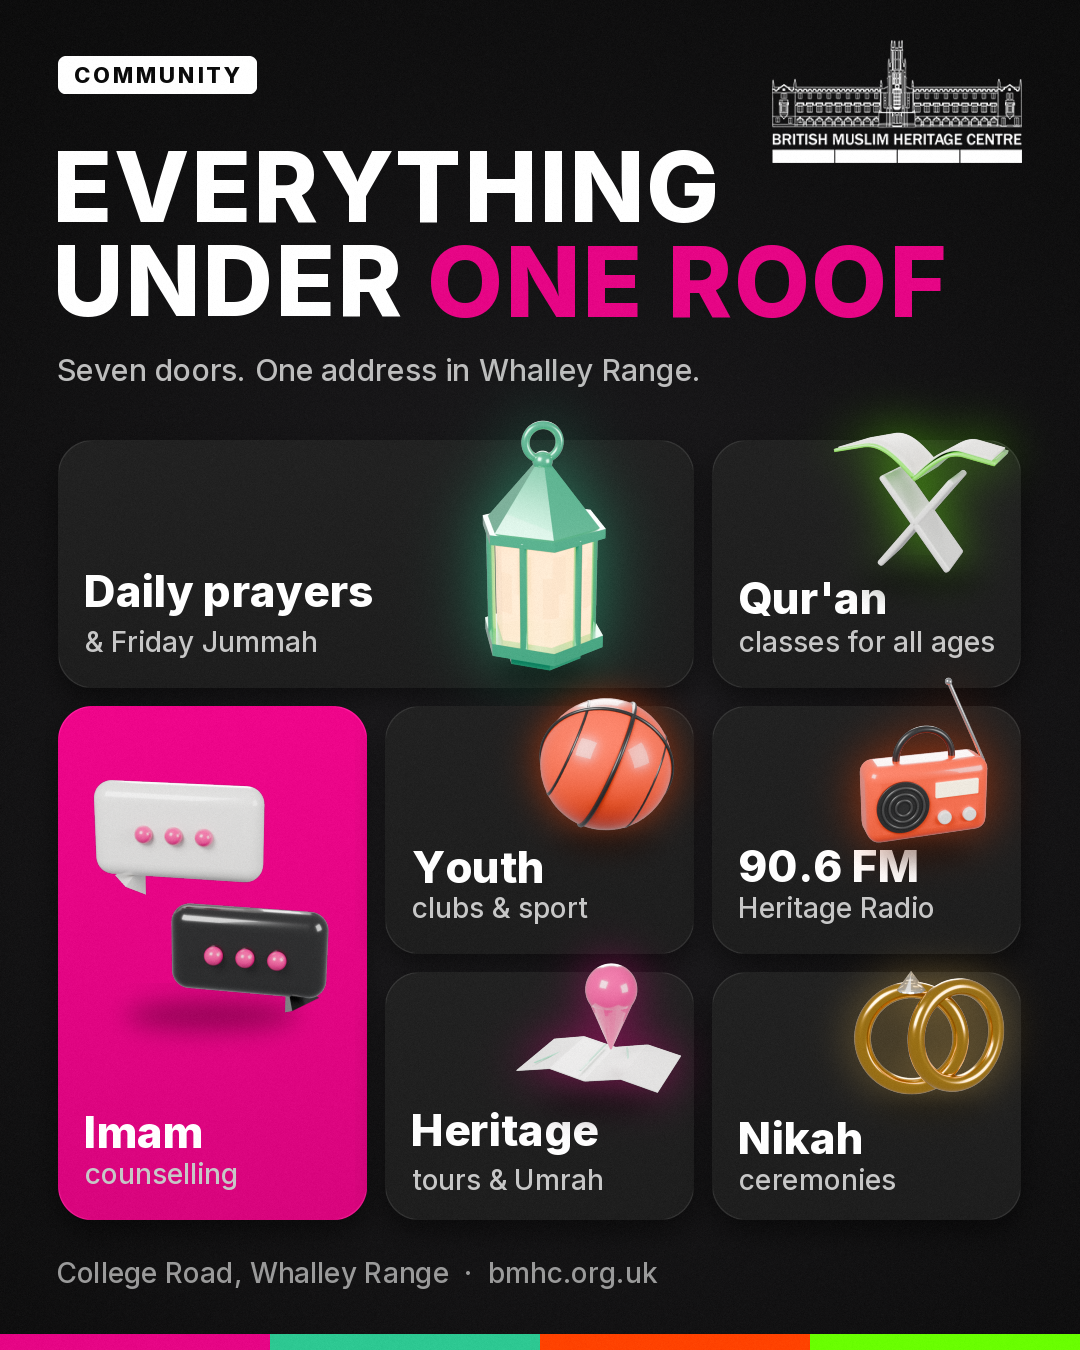 COMMUNITY
BRITISH MUSLIM HERITAGE CENTRE
EVERYTHING
UNDER ONE ROOF
Seven doors. One address in Whalley Range.
Daily prayers
& Friday Jummah
Qur'an
classes for all ages
Imam
counselling
Youth
clubs & sport
90.6 FM
Heritage Radio
Heritage
tours & Umrah
Nikah
ceremonies
College Road, Whalley Range · bmhc.org.uk